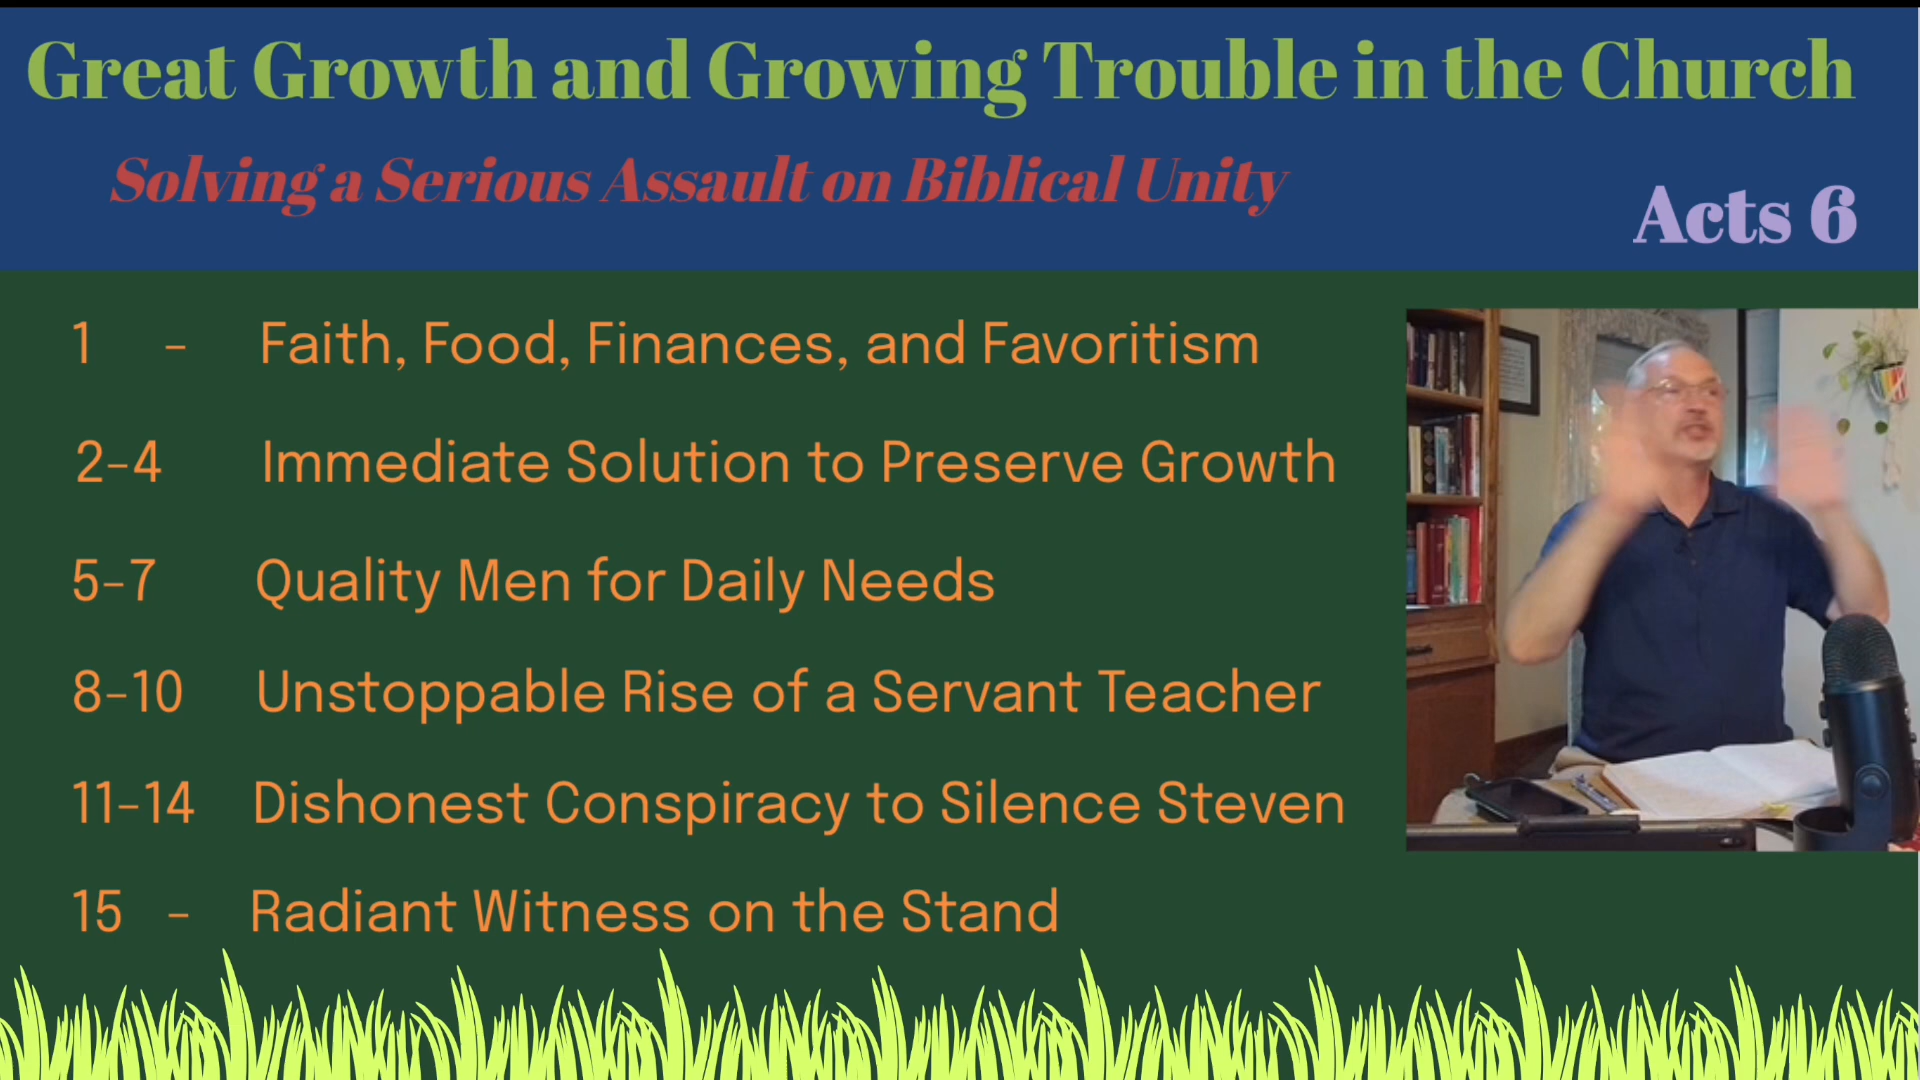 Great Growth and Growing Trouble in the Church
Solving a Serious Assault on Biblical Unity
Acts 6
1 - Faith, Food, Finances, and Favoritism
2-4 Immediate Solution to Preserve Growth
5-7 Quality Men for Daily Needs
8-10 Unstoppable Rise of a Servant Teacher
11-14 Dishonest Conspiracy to Silence Steven
15 - Radiant Witness on the Stand